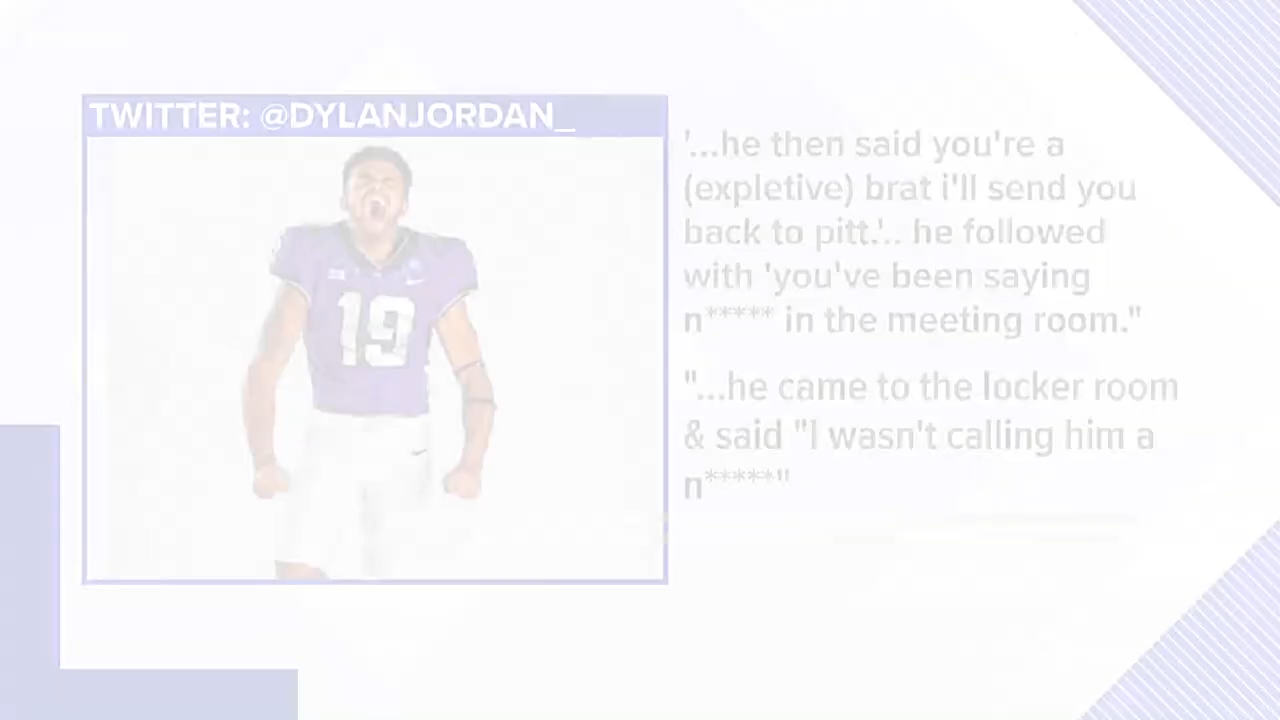 TWITTER: @DYLANJORDAN_
'...he then said you're a
(expletive) brat i'll send you
back to pitt.'.. he followed
with 'you've been saying
n***** in the meeting room."
"...he came to the locker room
& said "I wasn't calling him a
n*****"
19